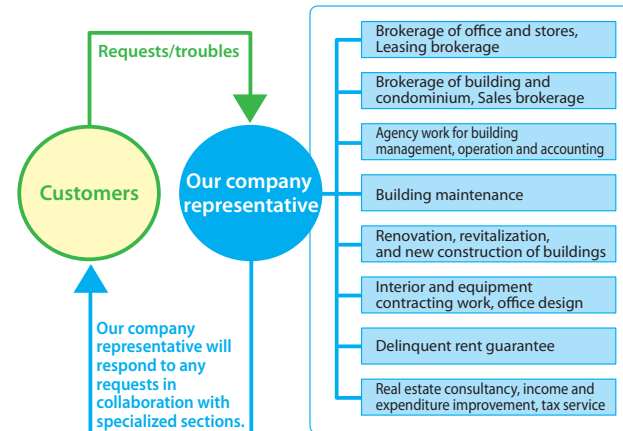 Requests/troubles
Customers
Our company
representative
Our company
representative will
respond to any
requests in
collaboration with
specialized sections.
Brokerage of office and stores,
Leasing brokerage
Brokerage of building and
condominium, Sales brokerage
Agency work for building
management, operation and accounting
Building maintenance
Renovation, revitalization,
and new construction of buildings
Interior and equipment
contracting work, office design
Delinquent rent guarantee
Real estate consultancy, income and
expenditure improvement, tax service